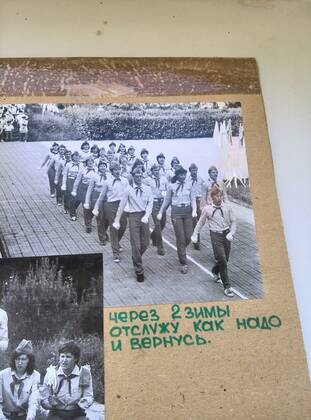 через 2 зимы
отслужу как надо
и вернусь.